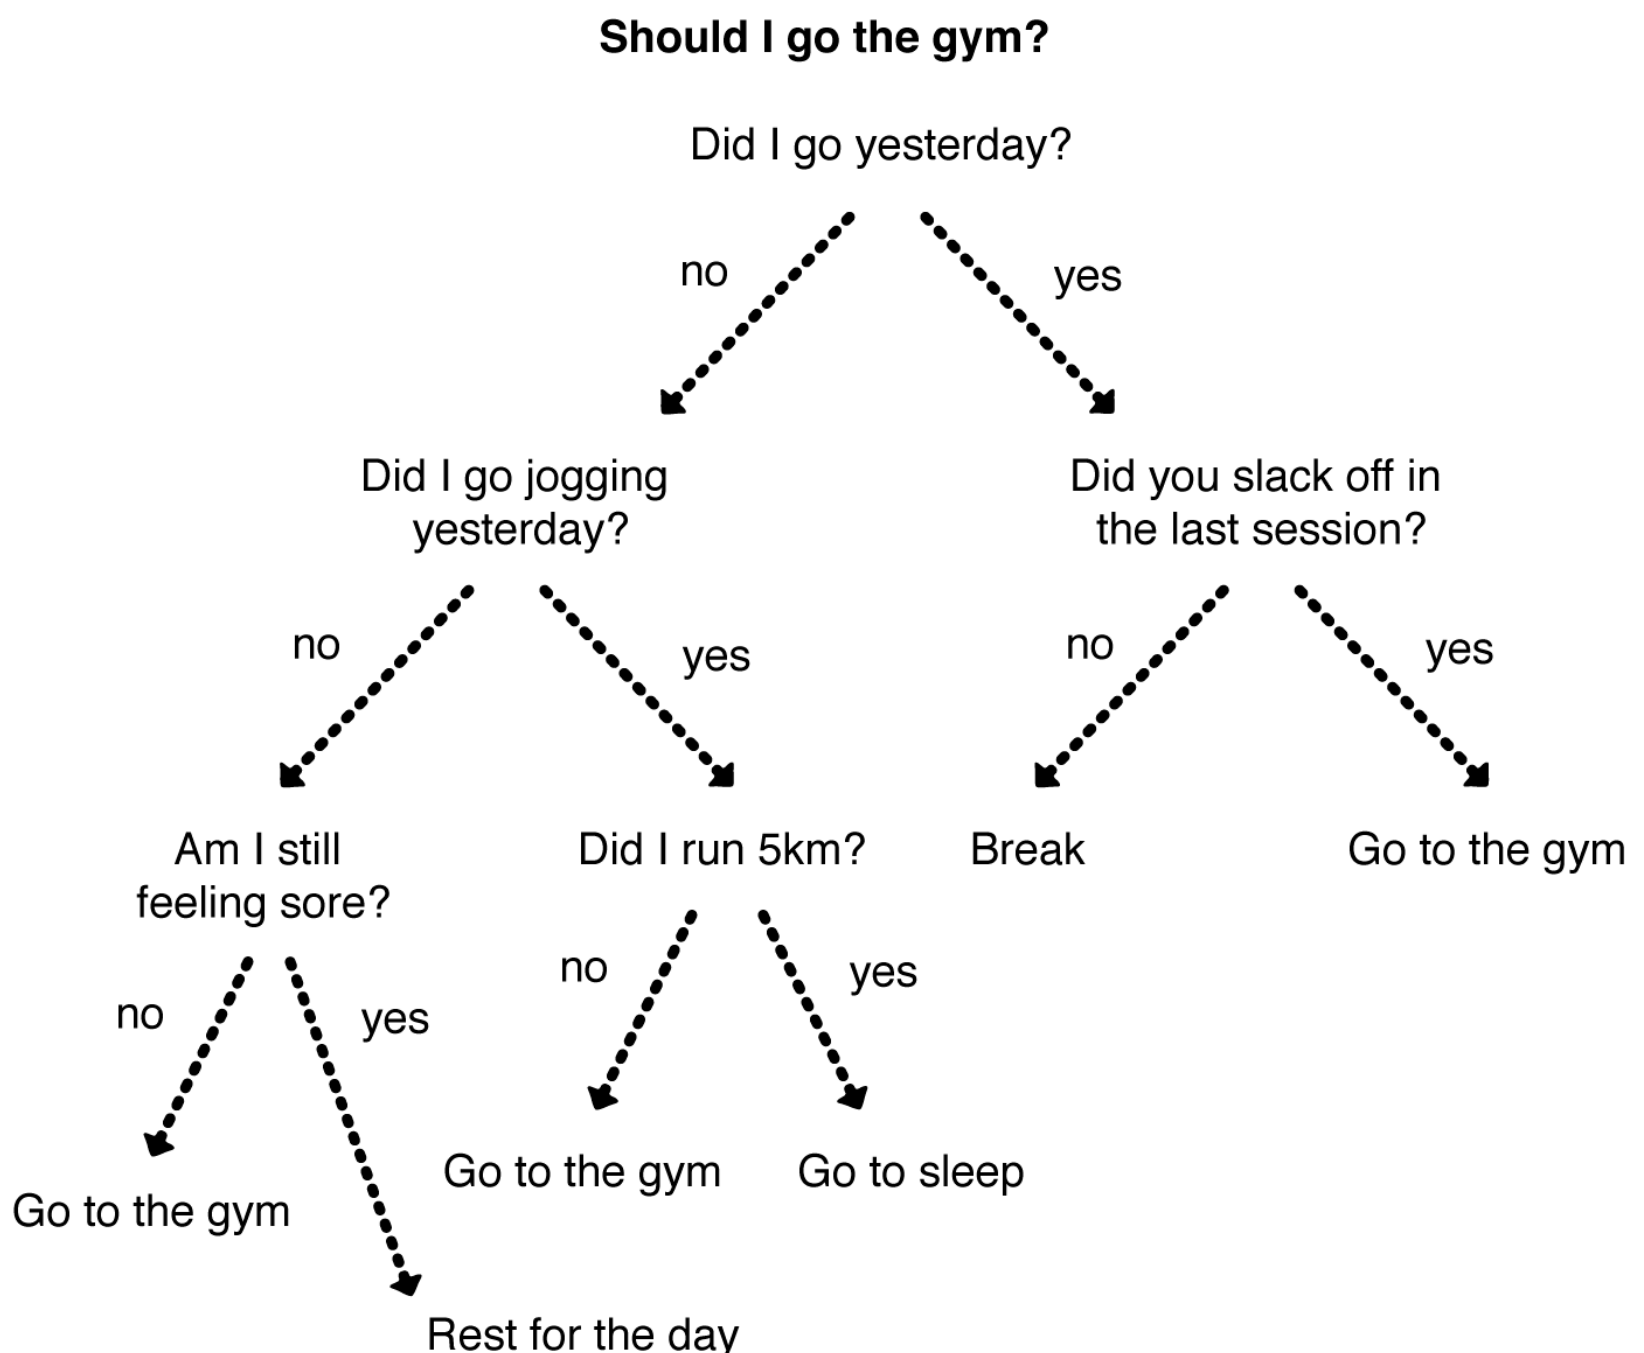 Should I go the gym?
Did I go yesterday?
no
yes
Did I go jogging
yesterday?
Did you slack off in
the last session?
no
yes
no
yes
Am I still
feeling sore?
Did I run 5km?
Break
Go to the gym
no
yes
no
yes
Go to the gym
Go to sleep
Go to the gym
Rest for the day